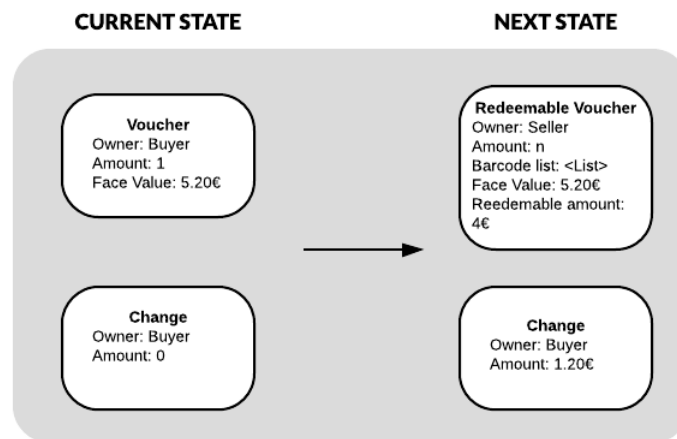 CURRENT STATE
NEXT STATE
Voucher
Owner: Buyer
Amount: 1
Face Value: 5.20€
Redeemable Voucher
Owner: Seller
Amount: n
Barcode list: <List>
Face Value: 5.20€
Reedemable amount:
4€
Change
Owner: Buyer
Amount: 0
Change
Owner: Buyer
Amount: 1.20€